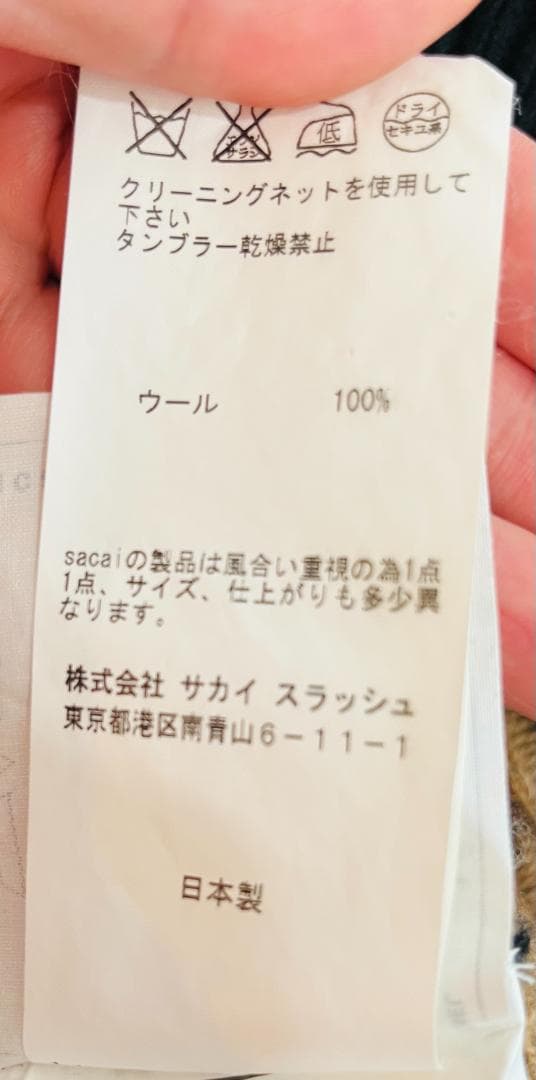 低
ドライ
セキユ系
クリーニングネットを使用して
下さい
タンブラー乾燥禁止
ウール 100%
sacaiの製品は風合い重視の為1点
1点、サイズ、仕上がりも多少異
なります。
株式会社 サカイ スラッシュ
東京都港区南青山6-11-1
日本製